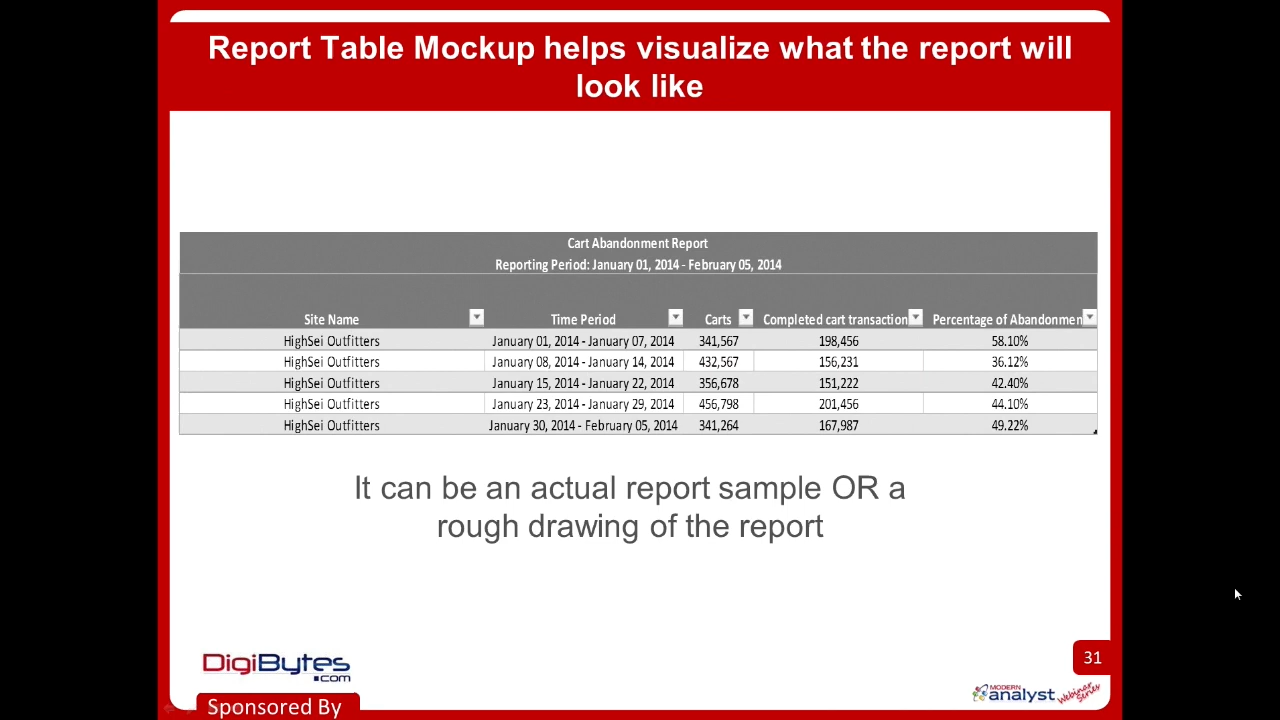 Report Table Mockup helps visualize what the report will
look like
Cart Abandonment Report
Reporting Period: January 01, 2014 - February 05, 2014
Site Name Time Period Carts Completed cart transaction Percentage of Abandonmen
HighSei Outfitters January 01, 2014 - January 07, 2014 341,567 198,456 58.10%
HighSei Outfitters January 08, 2014 - January 14, 2014 432,567 156,231 36.12%
HighSei Outfitters January 15, 2014 - January 22, 2014 356,678 151,222 42.40%
HighSei Outfitters January 23, 2014 - January 29, 2014 456,798 201,456 44.10%
HighSei Outfitters January 30, 2014 - February 05, 2014 341,264 167,987 49.22%
It can be an actual report sample OR a
rough drawing of the report
DigiBytes
.com
31
MODERN
analyst Webinar
Series
Sponsored By